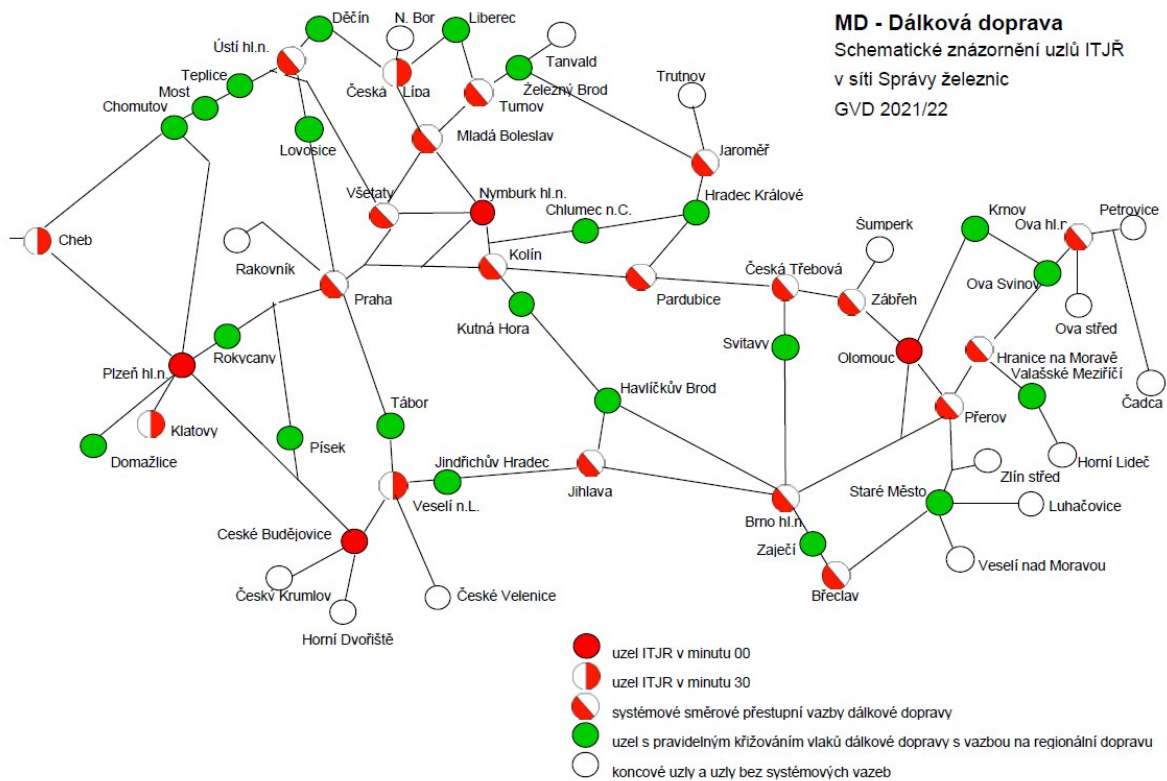 MD - Dálková doprava
Schematické znázornění uzlů ITJŘ
v síti Správy železnic
GVD 2021/22
Děčín
N. Bor
Liberec
Ústí hl.n.
Tanvald
Teplice
Most
Česká Lípa
Turnov
Železný Brod
Trutnov
Chomutov
Mladá Boleslav
Lovosice
Jaroměř
Všetaty
Nymburk hl.n.
Hradec Králové
Chlumec n.C.
Krnov
Ova hl.n.
Petrovice
Šumperk
Cheb
Rakovník
Kolín
Praha
Pardubice
Česká Třebová
Zábřeh
Ova Svinov
Kutná Hora
Ova střed
Rokycany
Svitavy
Olomouc
Hranice na Moravě
Plzeň hl.n.
Valašské Meziříčí
Havlíčkův Brod
Čadca
Tábor
Přerov
Klatovy
Domažlice
Písek
Jindřichův Hradec
Horní Lideč
Jihlava
Zlín střed
Veselí n.L.
Staré Město
Luhačovice
Brno hl.n.
České Budějovice
Zaječí
Veselí nad Moravou
Český Krumlov
České Velenice
Břeclav
Horní Dvořiště
uzel ITJR v minutu 00
uzel ITJR v minutu 30
systémové směrové přestupní vazby dálkové dopravy
uzel s pravidelným křižováním vlaků dálkové dopravy s vazbou na regionální dopravu
koncové uzly a uzly bez systémových vazeb